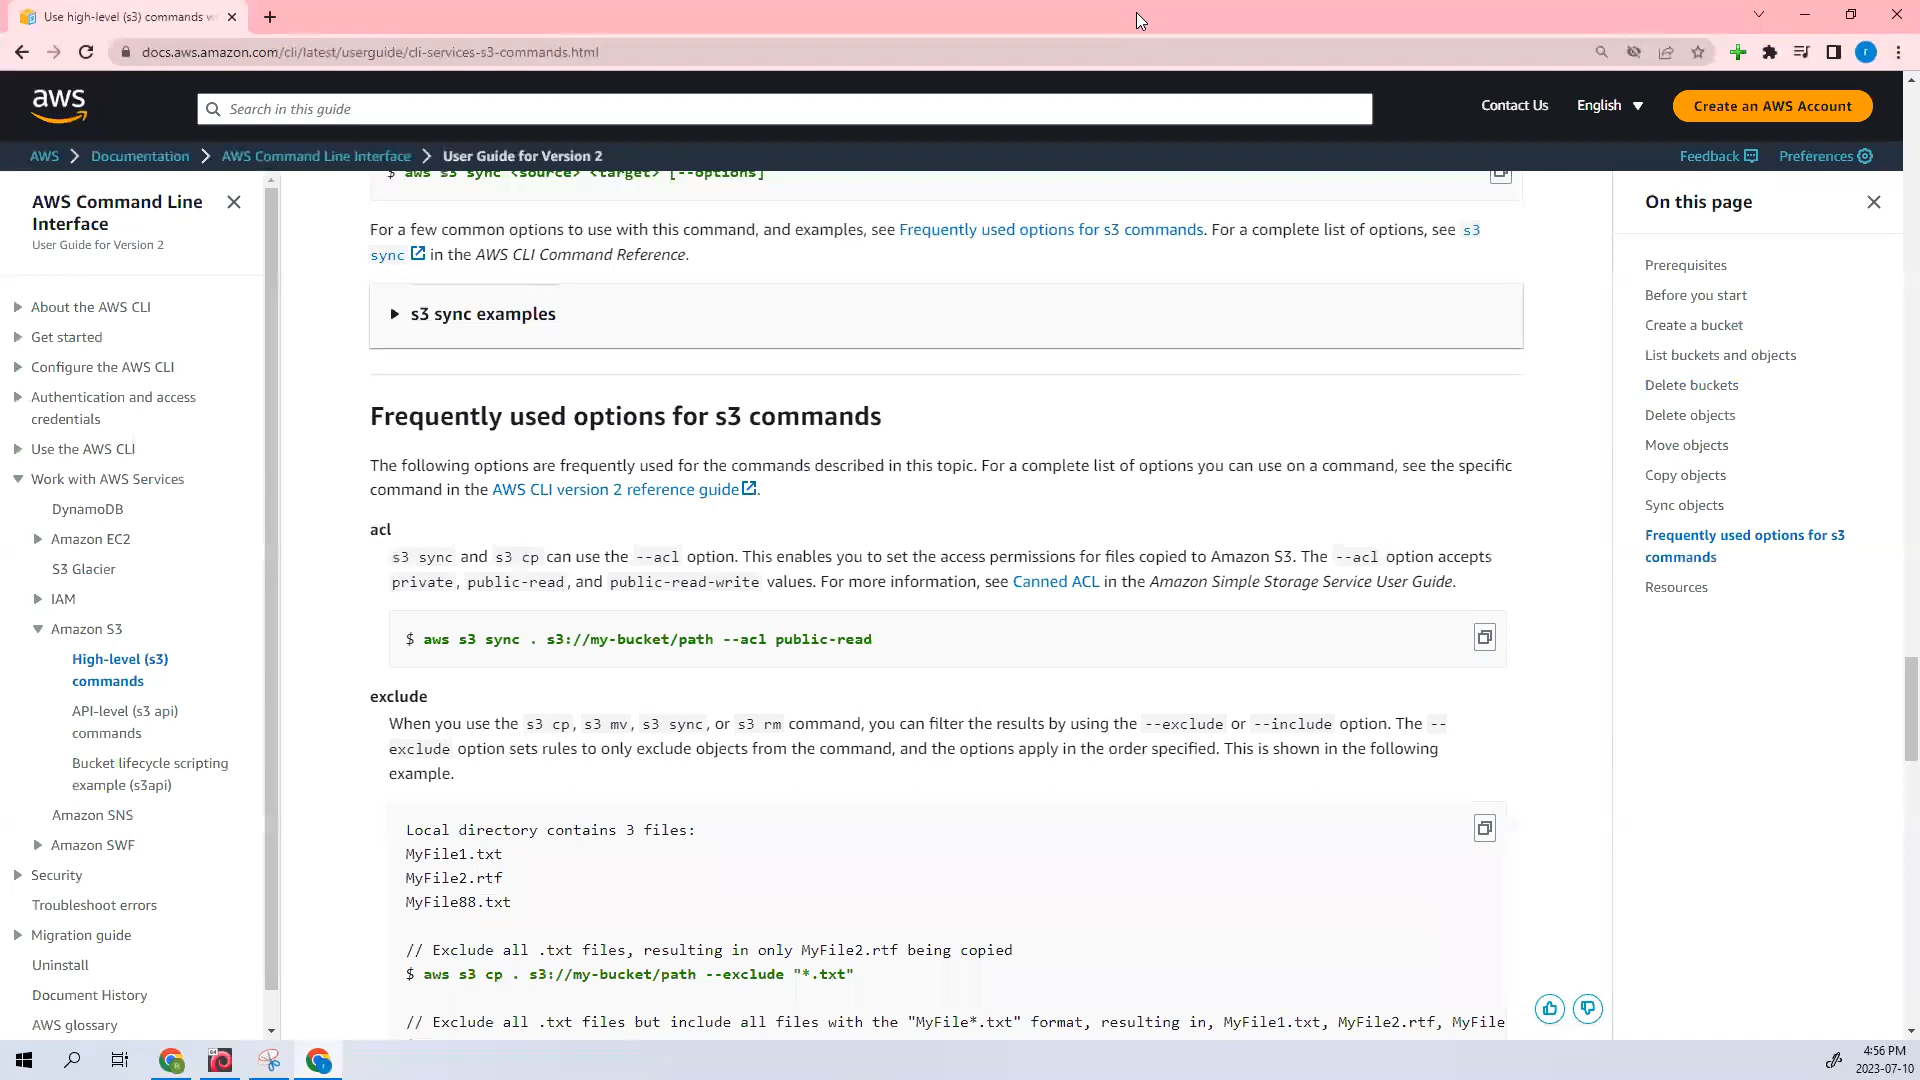 Use high-level (s3) commands w
docs.aws.amazon.com/cli/latest/userguide/cli-services-s3-commands.html
aws
Search in this guide
Contact Us
English
Create an AWS Account
AWS
Documentation
AWS Command Line Interface
User Guide for Version 2
Feedback
Preferences
AWS Command Line
Interface
User Guide for Version 2
About the AWS CLI
Get started
Configure the AWS CLI
Authentication and access
credentials
Use the AWS CLI
Work with AWS Services
DynamoDB
Amazon EC2
S3 Glacier
IAM
Amazon S3
High-level (s3)
commands
API-level (s3 api)
commands
Bucket lifecycle scripting
example (s3api)
Amazon SNS
Amazon SWF
Security
Troubleshoot errors
Migration guide
Uninstall
Document History
AWS glossary
$ aws s3 sync <source> <target> [--options]
For a few common options to use with this command, and examples, see Frequently used options for s3 commands. For a complete list of options, see s3
sync in the AWS CLI Command Reference.
s3 sync examples
Frequently used options for s3 commands
The following options are frequently used for the commands described in this topic. For a complete list of options you can use on a command, see the specific
command in the AWS CLI version 2 reference guide.
acl
s3 sync and s3 cp can use the --acl option. This enables you to set the access permissions for files copied to Amazon S3. The --acl option accepts
private, public-read, and public-read-write values. For more information, see Canned ACL in the Amazon Simple Storage Service User Guide.
$ aws s3 sync . s3://my-bucket/path --acl public-read
exclude
When you use the s3 cp, s3 mv, s3 sync, or s3 rm command, you can filter the results by using the --exclude or --include option. The --
exclude option sets rules to only exclude objects from the command, and the options apply in the order specified. This is shown in the following
example.
Local directory contains 3 files:
MyFile1.txt
MyFile2.rtf
MyFile88.txt
// Exclude all .txt files, resulting in only MyFile2.rtf being copied
$ aws s3 cp . s3://my-bucket/path --exclude "*.txt"
// Exclude all .txt files but include all files with the "MyFile*.txt" format, resulting in, MyFile1.txt, MyFile2.rtf, MyFile
On this page
Prerequisites
Before you start
Create a bucket
List buckets and objects
Delete buckets
Delete objects
Move objects
Copy objects
Sync objects
Frequently used options for s3
commands
Resources
4:56 PM
2023-07-10